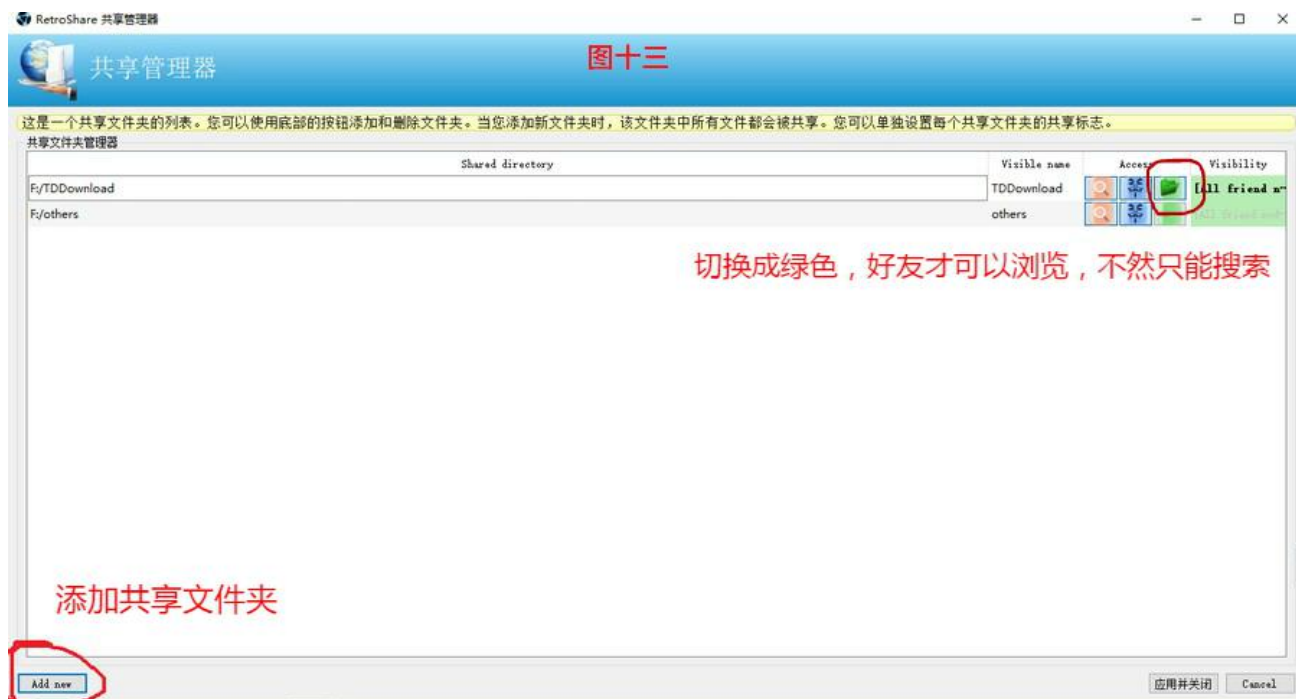 RetroShare 共享管理器
共享管理器
图十三
这是一个共享文件夹的列表。您可以使用底部的按钮添加和删除文件夹。当您添加新文件夹时，该文件夹中所有文件都会被共享。您可以单独设置每个共享文件夹的共享标志。
共享文件夹管理器
Shared directory Visible name Access Visibility
F:/TDDownload TDDownload [All friend n
F:/others others
切换成绿色，好友才可以浏览，不然只能搜索
添加共享文件夹
Add new 应用并关闭 Cancel